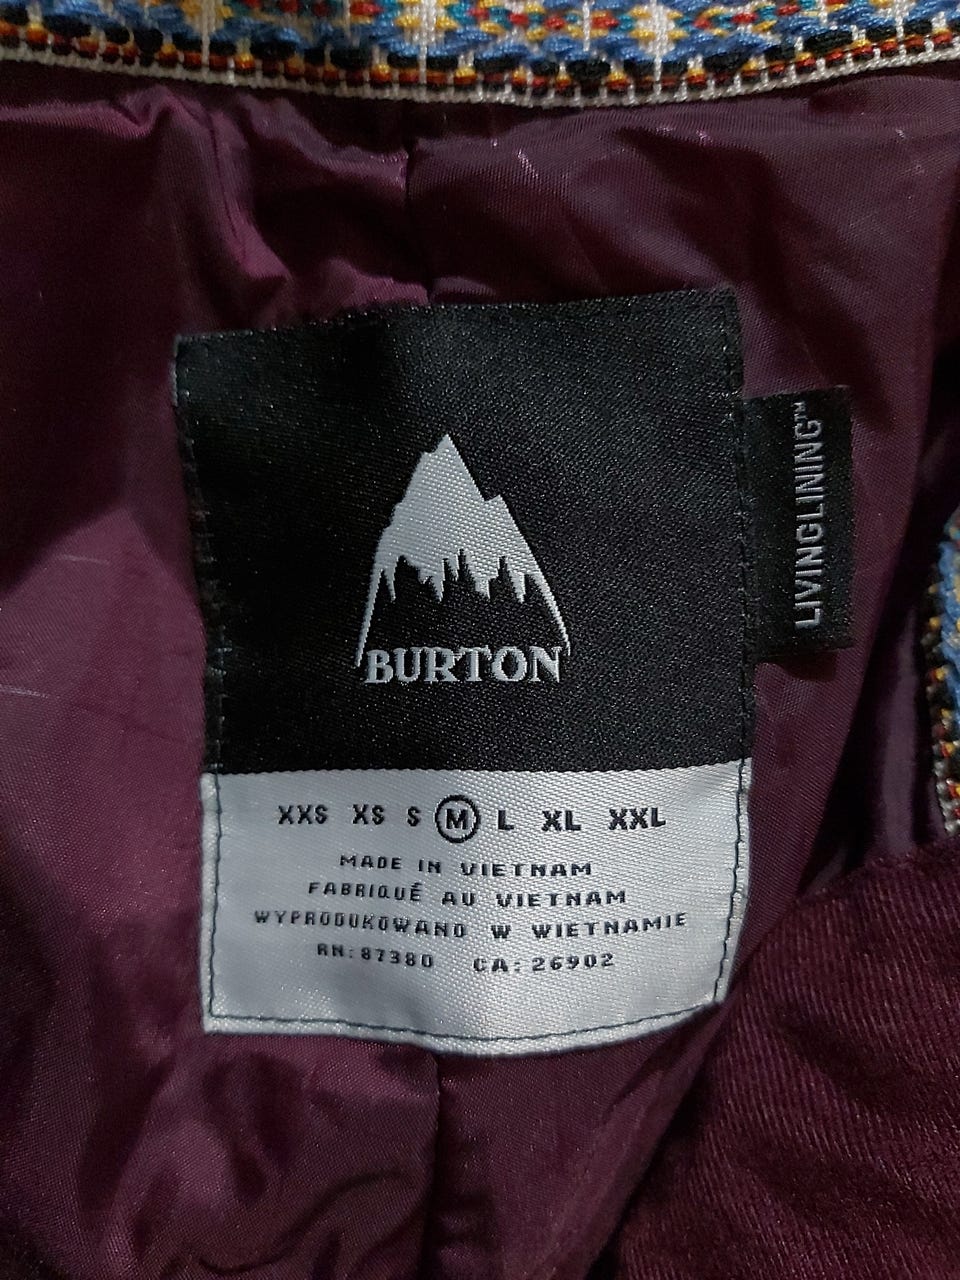 BURTON
LIVINGLINING™
XXS XS S M L XL XXL
MADE IN VIETNAM
FABRIQUÉ AU VIETNAM
WYPRODUKOWANO W WIETNAMIE
RN: 87380 CA: 26902